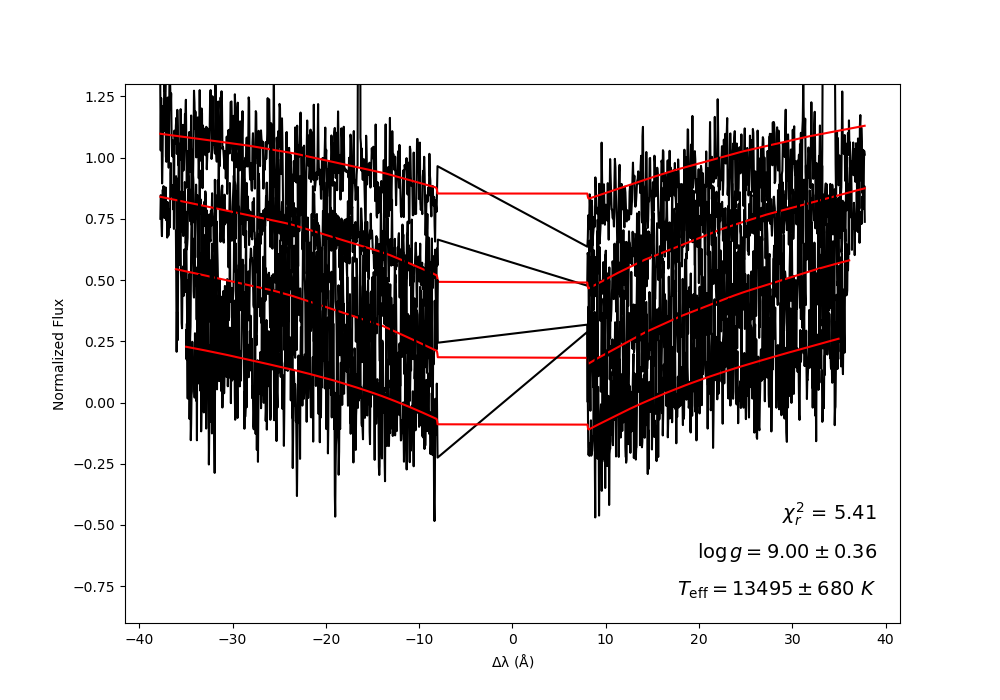 1.25
1.00
0.75
0.50
0.25
0.00
−0.25
−0.50
−0.75
Normalized Flux
χ²ᵣ = 5.41
log g = 9.00 ± 0.36
T_eff = 13495 ± 680 K
−40 −30 −20 −10 0 10 20 30 40
Δλ (Å)